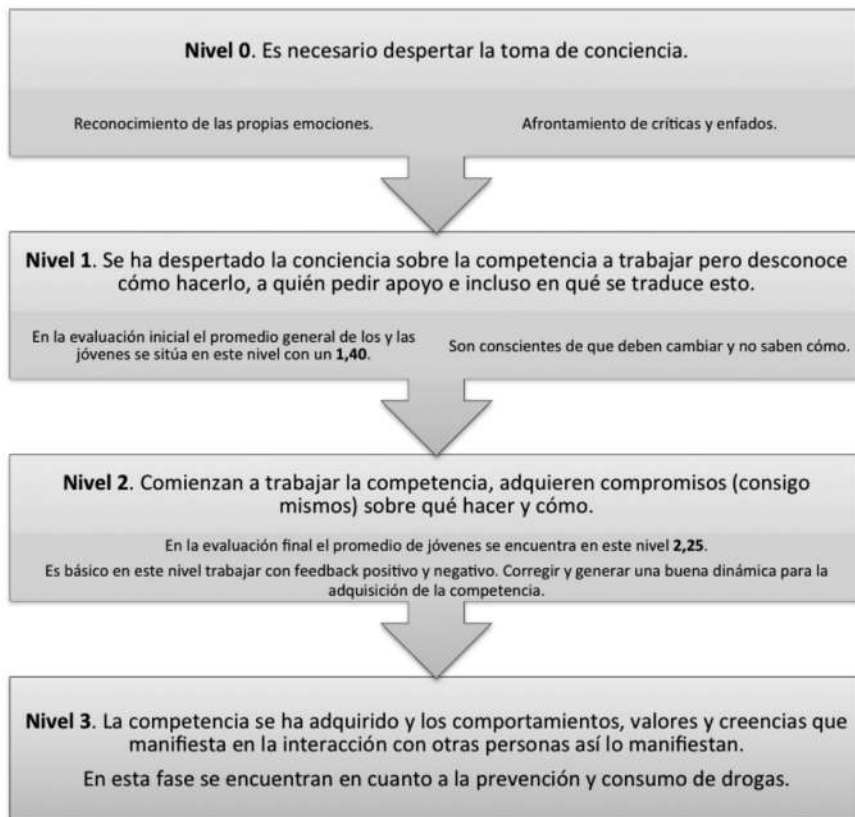 Nivel 0. Es necesario despertar la toma de conciencia.
Reconocimiento de las propias emociones.
Afrontamiento de críticas y enfados.
Nivel 1. Se ha despertado la conciencia sobre la competencia a trabajar pero desconoce
cómo hacerlo, a quién pedir apoyo e incluso en qué se traduce esto.
En la evaluación inicial el promedio general de los y las
jóvenes se sitúa en este nivel con un 1,40.
Son conscientes de que deben cambiar y no saben cómo.
Nivel 2. Comienzan a trabajar la competencia, adquieren compromisos (consigo
mismos) sobre qué hacer y cómo.
En la evaluación final el promedio de jóvenes se encuentra en este nivel 2,25.
Es básico en este nivel trabajar con feedback positivo y negativo. Corregir y generar una buena dinámica para la
adquisición de la competencia.
Nivel 3. La competencia se ha adquirido y los comportamientos, valores y creencias que
manifiesta en la interacción con otras personas así lo manifiestan.
En esta fase se encuentran en cuanto a la prevención y consumo de drogas.